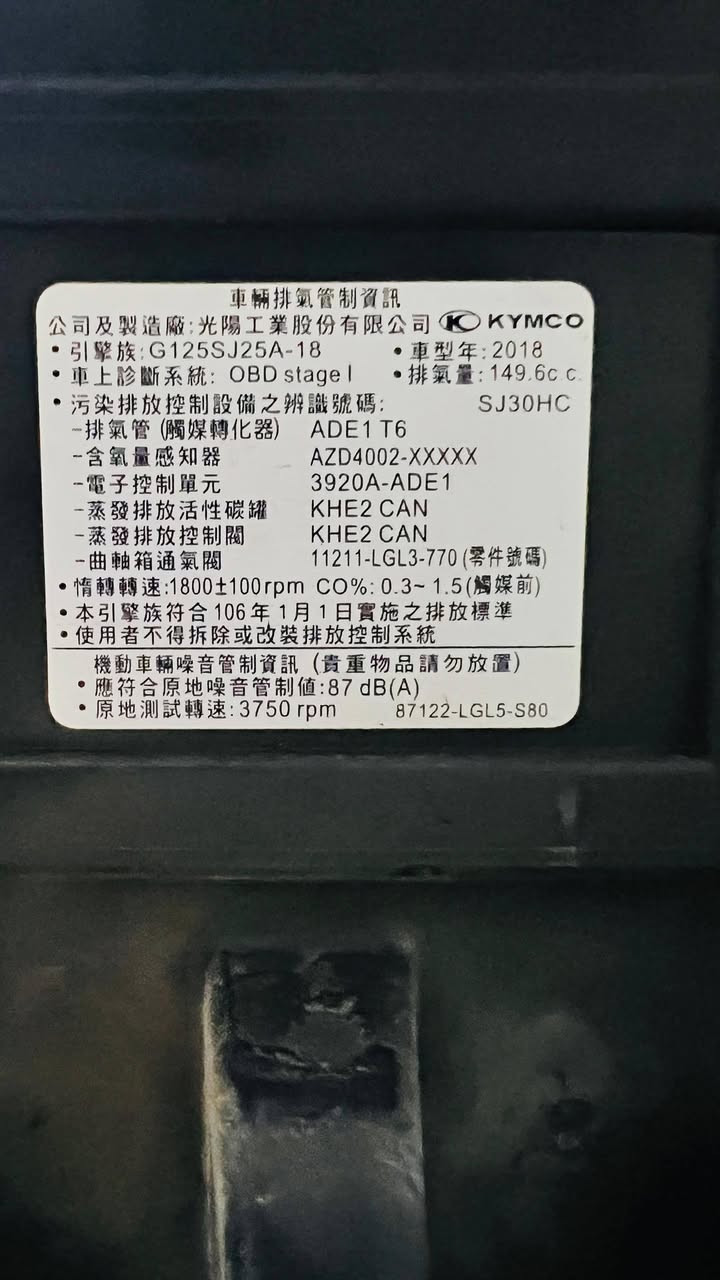 車輛排氣管制資訊
公司及製造廠:光陽工業股份有限公司 KYMCO
•引擎族:G125SJ25A-18 •車型年:2018
•車上診斷系統: OBD stage I •排氣量:149.6c.c.
•污染排放控制設備之辨識號碼: SJ30HC
-排氣管(觸媒轉化器) ADE1 T6
-含氧量感知器 AZD4002-XXXXX
-電子控制單元 3920A-ADE1
-蒸發排放活性碳罐 KHE2 CAN
-蒸發排放控制閥 KHE2 CAN
-曲軸箱通氣閥 11211-LGL3-770(零件號碼)
•惰轉轉速:1800±100rpm CO%: 0.3~1.5(觸媒前)
•本引擎族符合106年1月1日實施之排放標準
•使用者不得拆除或改裝排放控制系統
機動車輛噪音管制資訊(貴重物品請勿放置)
•應符合原地噪音管制值:87 dB(A)
•原地測試轉速:3750 rpm 87122-LGL5-S80